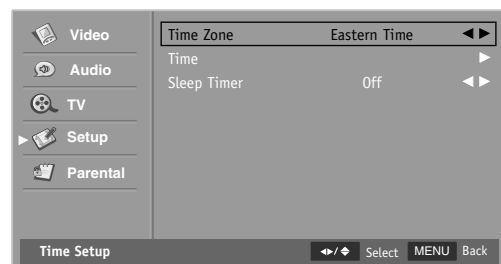 Video
Audio
TV
Setup
Parental
Time Zone Eastern Time
Time
Sleep Timer Off
Time Setup Select MENU Back